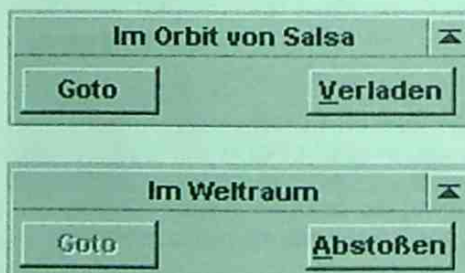 Im Orbit von Salsa
Goto Verladen
Im Weltraum
Goto Abstoßen